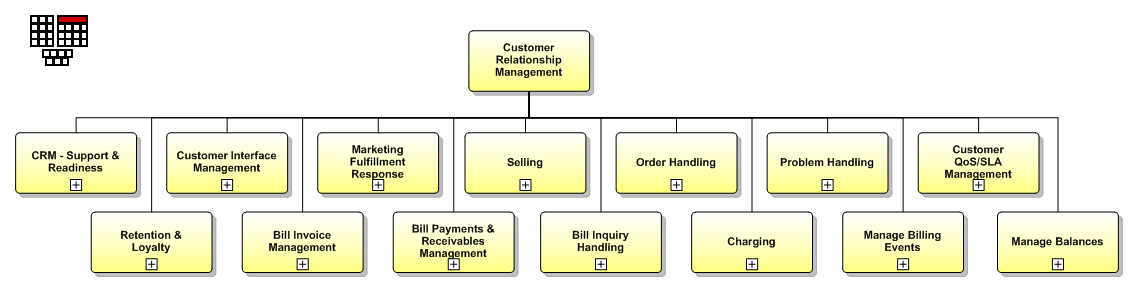 Customer
Relationship
Management
CRM - Support &
Readiness
Customer Interface
Management
Marketing
Fulfillment
Response
Selling
Order Handling
Problem Handling
Customer
QoS/SLA
Management
Retention &
Loyalty
Bill Invoice
Management
Bill Payments &
Receivables
Management
Bill Inquiry
Handling
Charging
Manage Billing
Events
Manage Balances